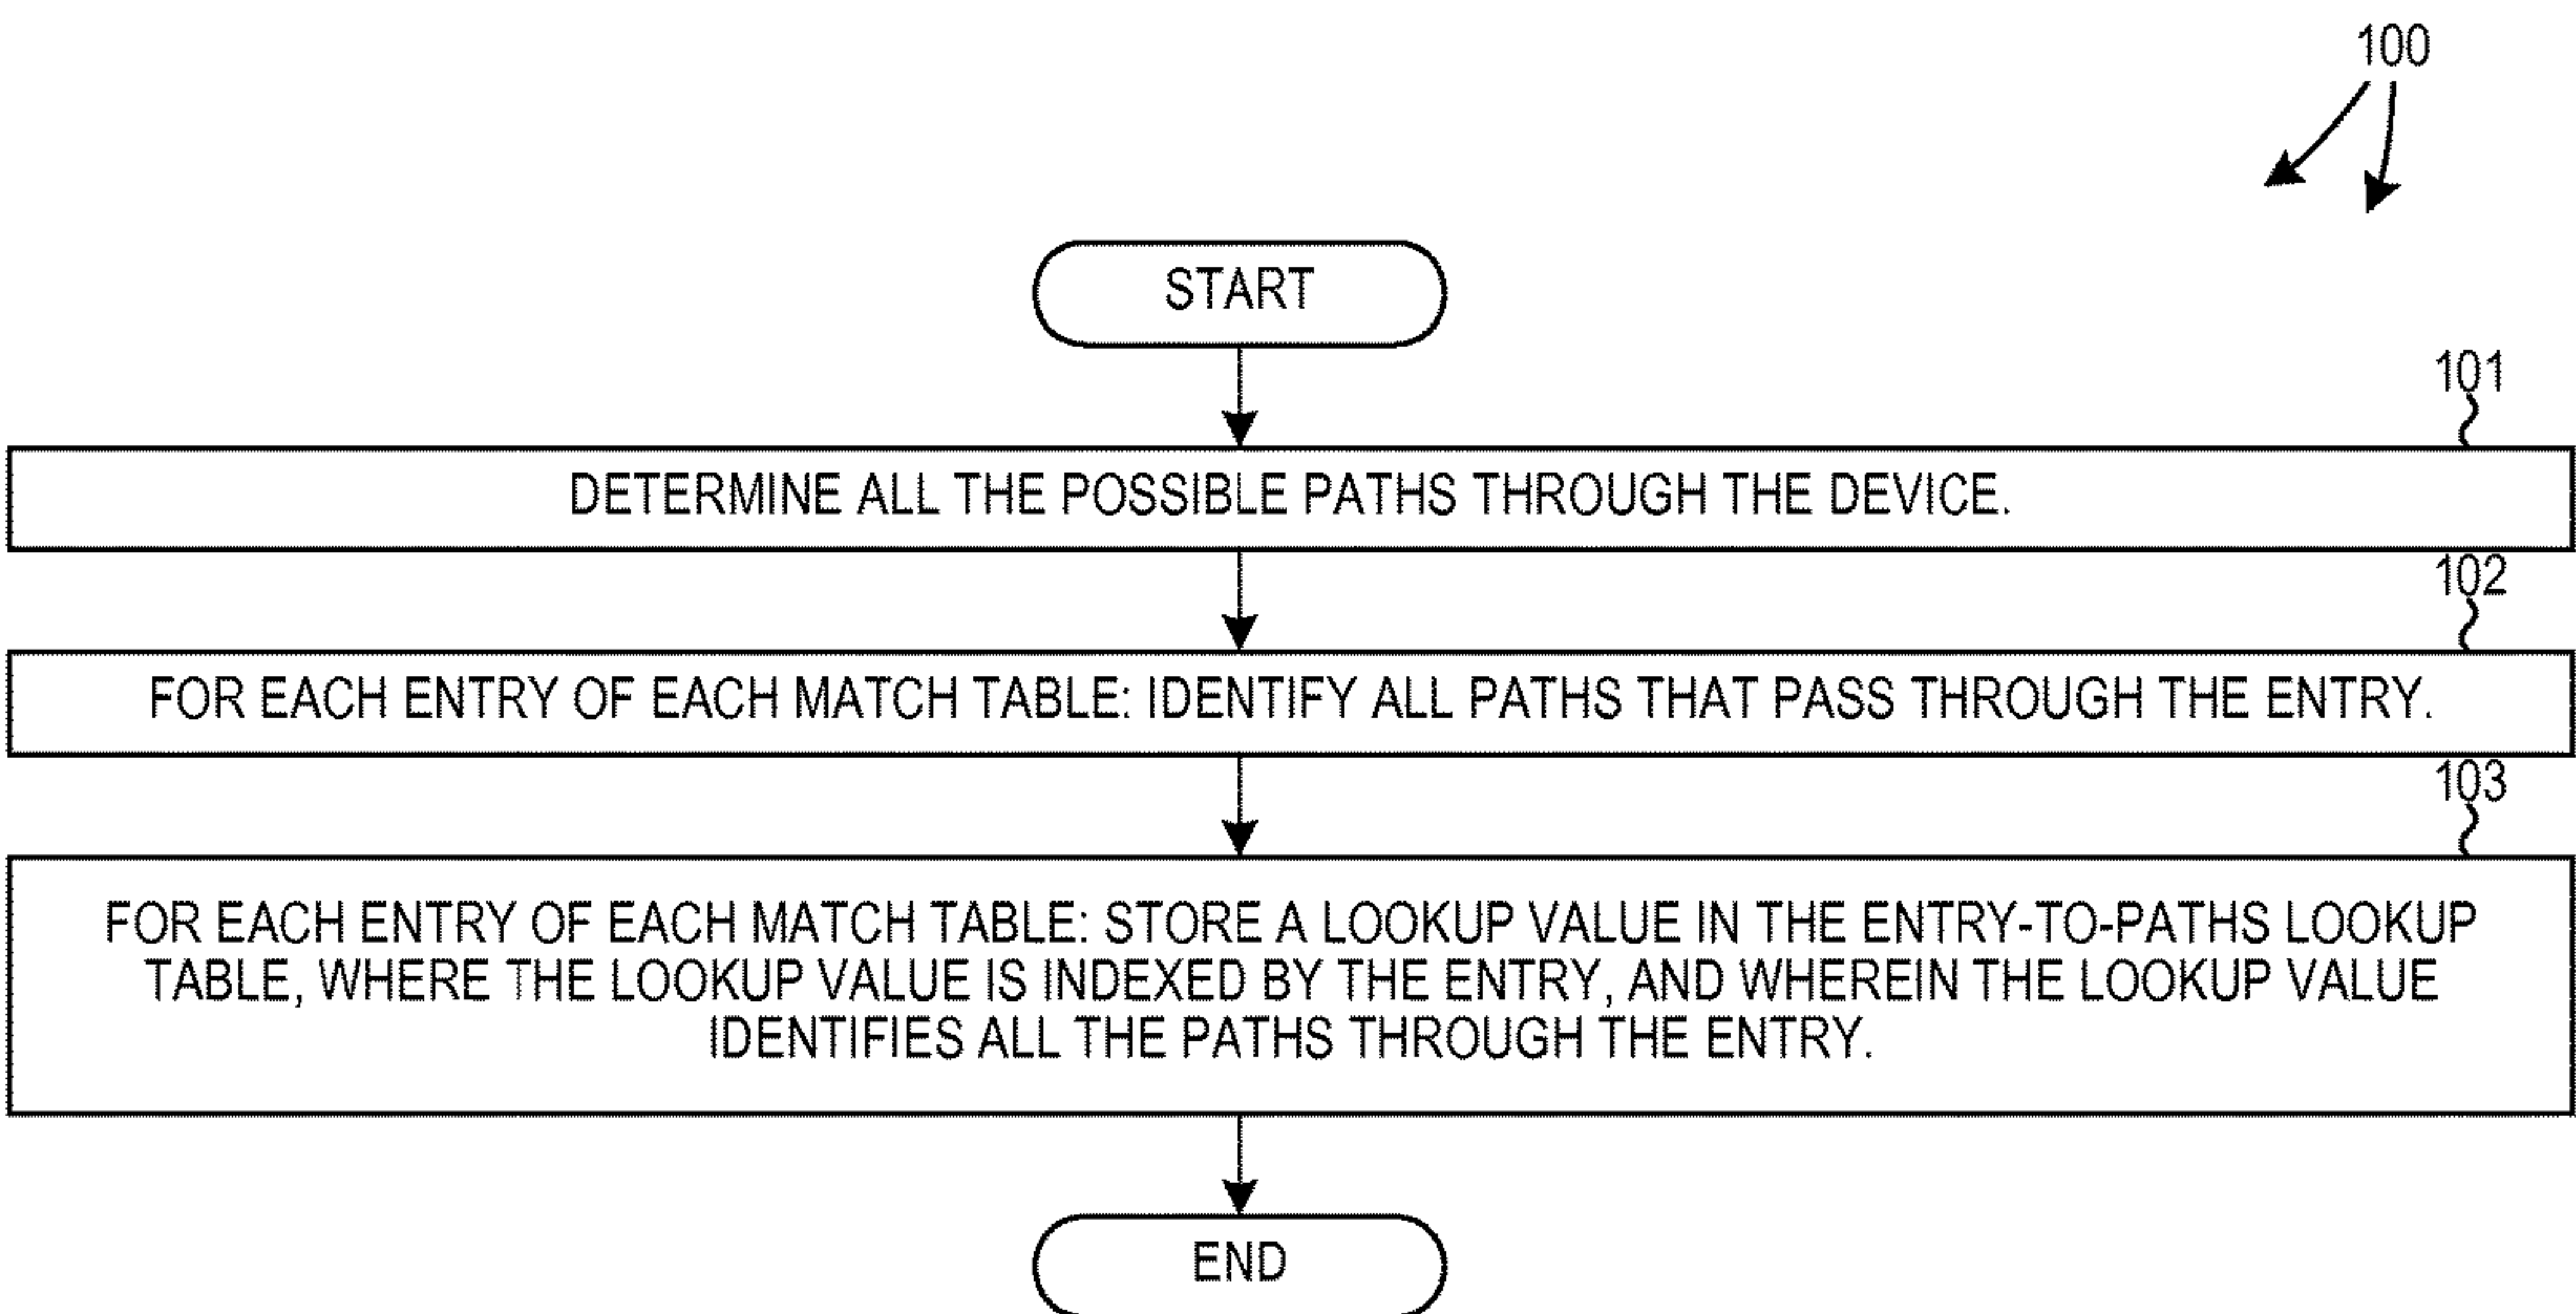 100
START
101
DETERMINE ALL THE POSSIBLE PATHS THROUGH THE DEVICE.
102
FOR EACH ENTRY OF EACH MATCH TABLE: IDENTIFY ALL PATHS THAT PASS THROUGH THE ENTRY.
103
FOR EACH ENTRY OF EACH MATCH TABLE: STORE A LOOKUP VALUE IN THE ENTRY-TO-PATHS LOOKUP
TABLE, WHERE THE LOOKUP VALUE IS INDEXED BY THE ENTRY, AND WHEREIN THE LOOKUP VALUE
IDENTIFIES ALL THE PATHS THROUGH THE ENTRY.
END